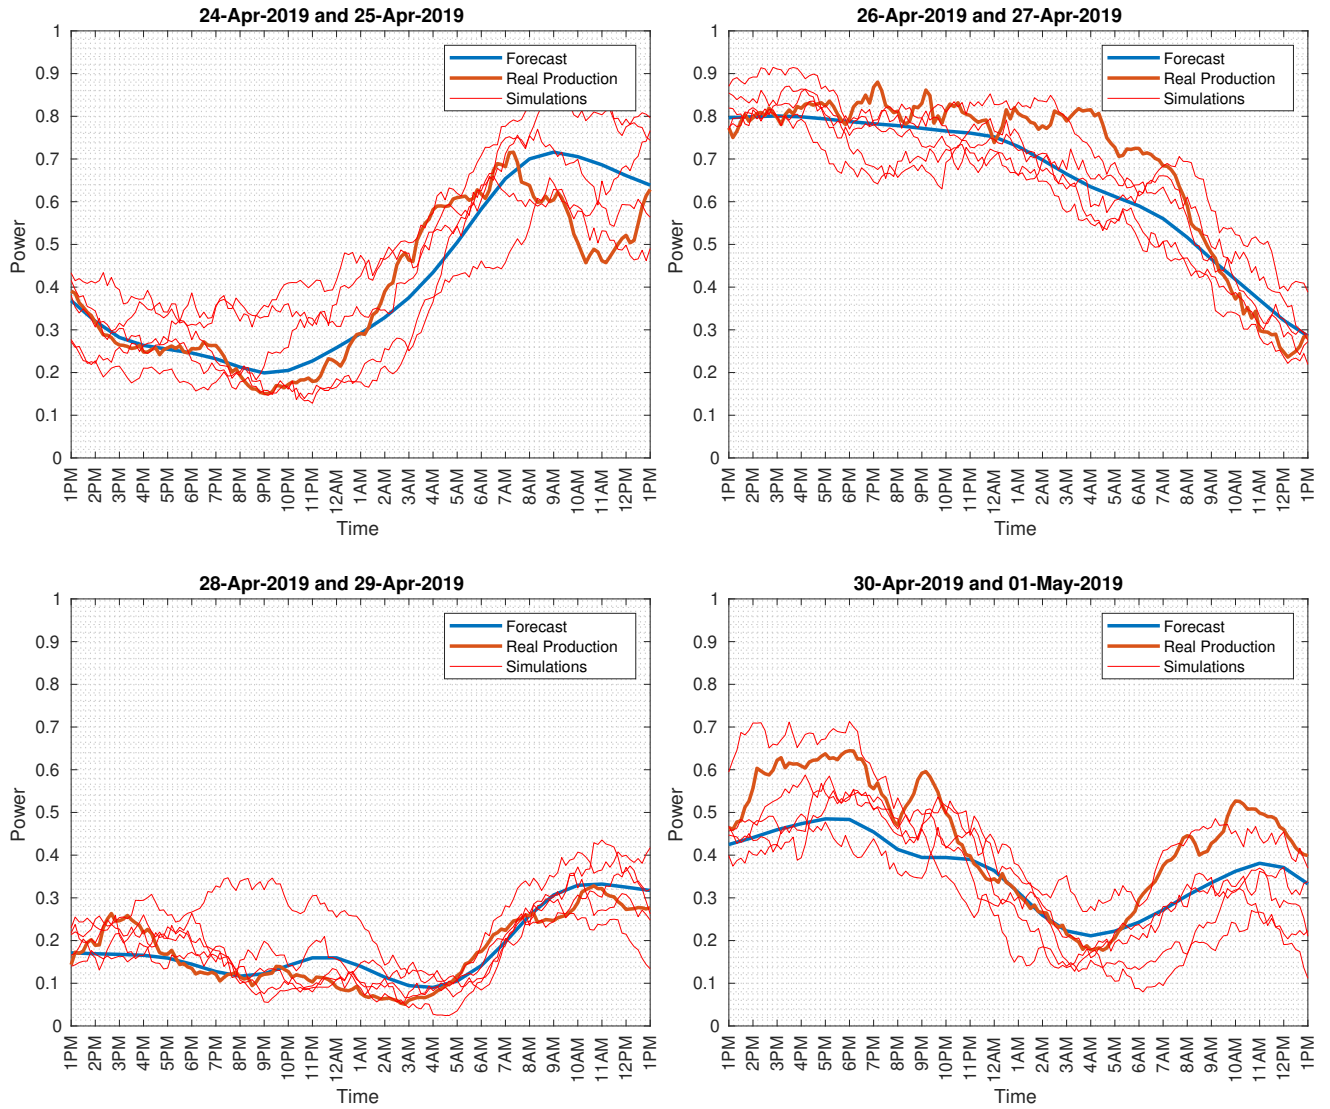 24-Apr-2019 and 25-Apr-2019
1
0.9
0.8
0.7
0.6
0.5
0.4
0.3
0.2
0.1
0
Power
Forecast
Real Production
Simulations
1PM 2PM 3PM 4PM 5PM 6PM 7PM 8PM 9PM 10PM 11PM 12AM 1AM 2AM 3AM 4AM 5AM 6AM 7AM 8AM 9AM 10AM 11AM 12PM 1PM
Time
26-Apr-2019 and 27-Apr-2019
1
0.9
0.8
0.7
0.6
0.5
0.4
0.3
0.2
0.1
0
Power
Forecast
Real Production
Simulations
1PM 2PM 3PM 4PM 5PM 6PM 7PM 8PM 9PM 10PM 11PM 12AM 1AM 2AM 3AM 4AM 5AM 6AM 7AM 8AM 9AM 10AM 11AM 12PM 1PM
Time
28-Apr-2019 and 29-Apr-2019
1
0.9
0.8
0.7
0.6
0.5
0.4
0.3
0.2
0.1
0
Power
Forecast
Real Production
Simulations
1PM 2PM 3PM 4PM 5PM 6PM 7PM 8PM 9PM 10PM 11PM 12AM 1AM 2AM 3AM 4AM 5AM 6AM 7AM 8AM 9AM 10AM 11AM 12PM 1PM
Time
30-Apr-2019 and 01-May-2019
1
0.9
0.8
0.7
0.6
0.5
0.4
0.3
0.2
0.1
0
Power
Forecast
Real Production
Simulations
1PM 2PM 3PM 4PM 5PM 6PM 7PM 8PM 9PM 10PM 11PM 12AM 1AM 2AM 3AM 4AM 5AM 6AM 7AM 8AM 9AM 10AM 11AM 12PM 1PM
Time